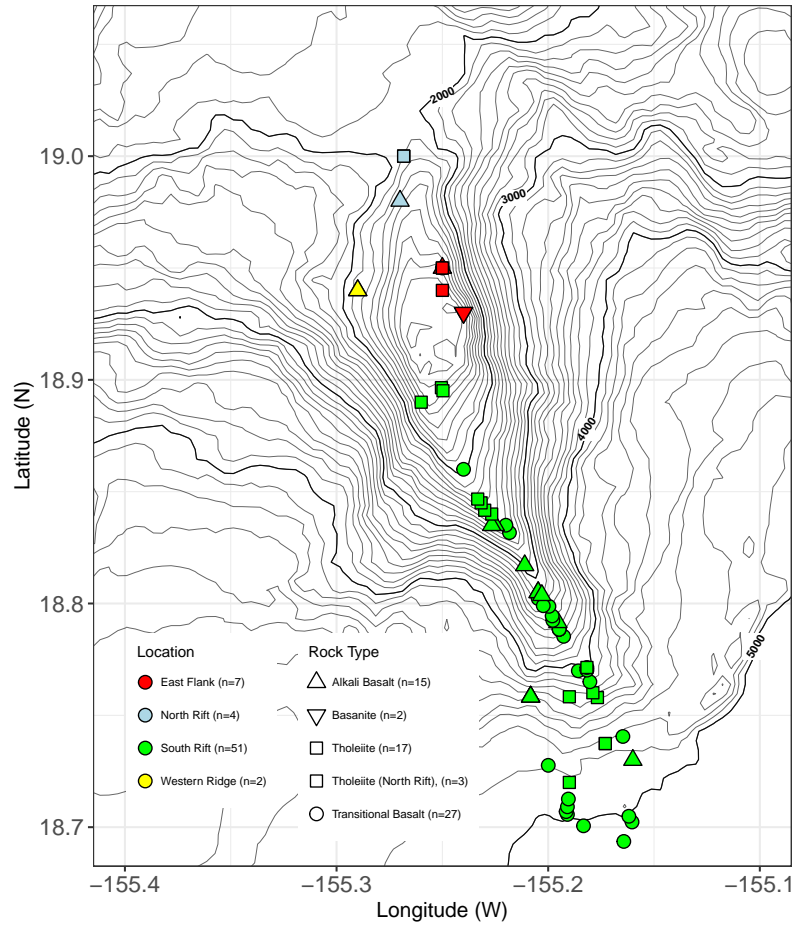 2000
19.0
3000
18.9
4000
Latitude (N)
18.8
5000
Location
East Flank (n=7)
North Rift (n=4)
South Rift (n=51)
Western Ridge (n=2)
Rock Type
Alkali Basalt (n=15)
Basanite (n=2)
Tholeiite (n=17)
Tholeiite (North Rift), (n=3)
Transitional Basalt (n=27)
18.7
−155.4
−155.3
−155.2
−155.1
Longitude (W)